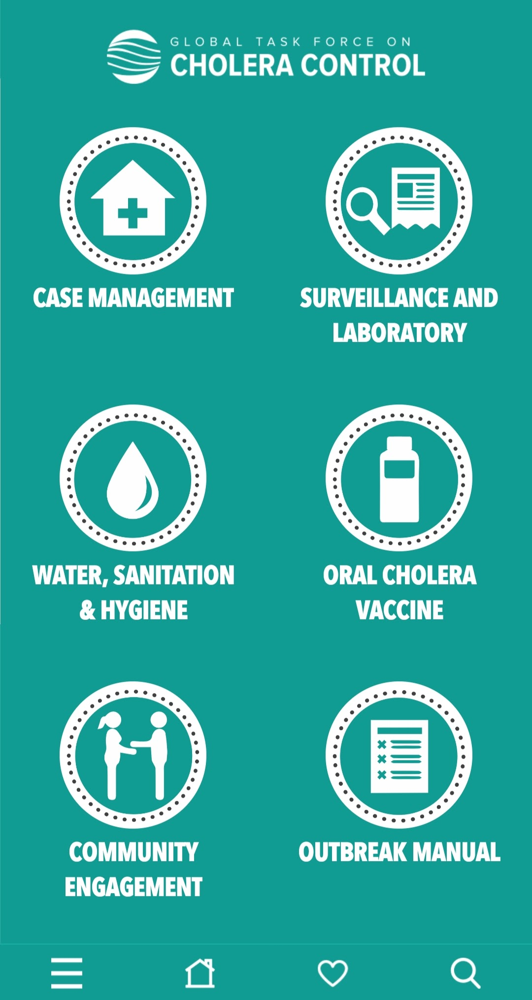 GLOBAL TASK FORCE ON
CHOLERA CONTROL
CASE MANAGEMENT
SURVEILLANCE AND
LABORATORY
WATER, SANITATION
& HYGIENE
ORAL CHOLERA
VACCINE
COMMUNITY
ENGAGEMENT
OUTBREAK MANUAL